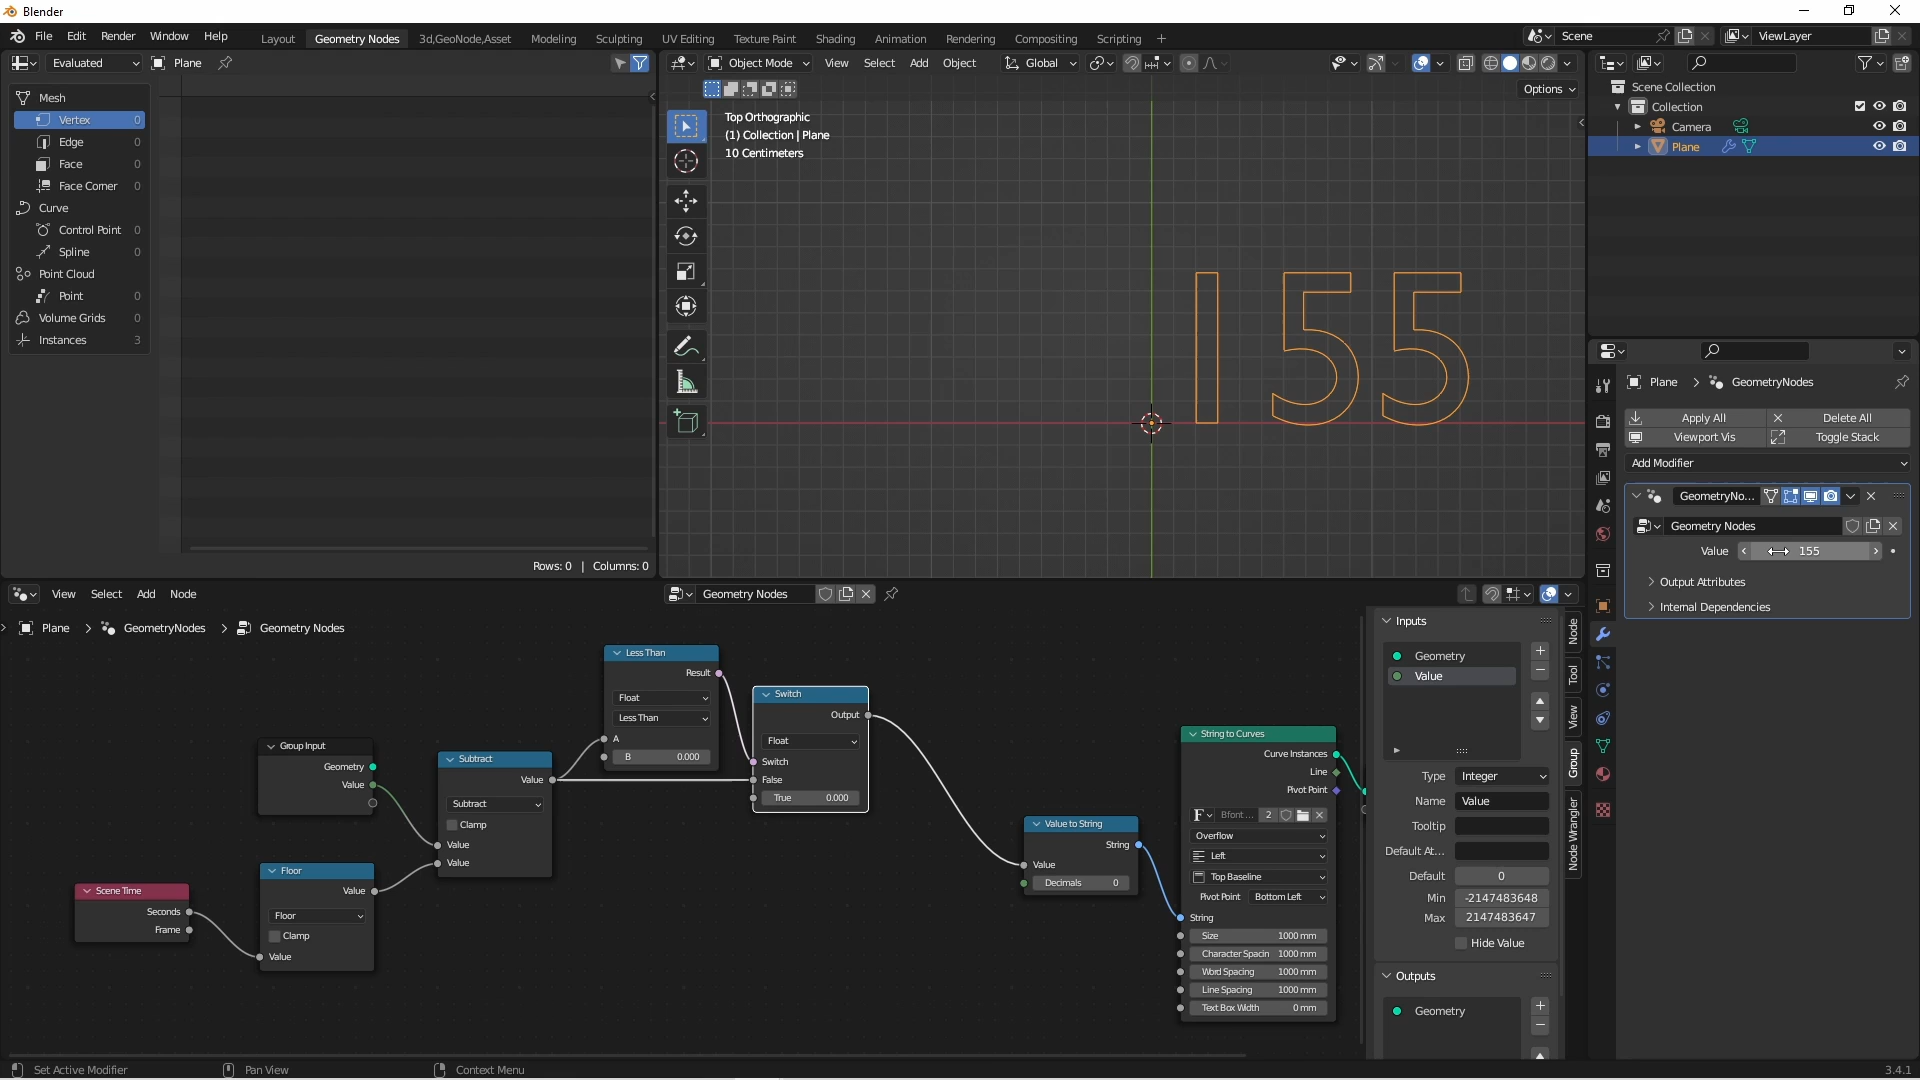 Blender
File Edit Render Window Help Layout Geometry Nodes 3d,GeoNode,Asset Modeling Sculpting UV Editing Texture Paint Shading Animation Rendering Compositing Scripting + Scene ViewLayer
Evaluated Plane
Object Mode View Select Add Object Global
Options
Mesh
Vertex 0
Edge 0
Face 0
Face Corner 0
Curve
Control Point 0
Spline 0
Point Cloud
Point 0
Volume Grids 0
Instances 3
Rows: 0 | Columns: 0
Top Orthographic
(1) Collection | Plane
10 Centimeters
155
Scene Collection
Collection
Camera
Plane
Plane > GeometryNodes
Apply All Delete All
Viewport Vis Toggle Stack
Add Modifier
GeometryNo...
Geometry Nodes
Value 155
Output Attributes
Internal Dependencies
View Select Add Node Geometry Nodes
Plane > GeometryNodes > Geometry Nodes
Group Input
Geometry
Value
Scene Time
Seconds
Frame
Floor
Value
Floor
Clamp
Value
Subtract
Value
Subtract
Clamp
Value
Value
Less Than
Result
Float
Less Than
A
B 0.000
Switch
Output
Float
Switch
False
True 0.000
Value to String
String
Value
Decimals 0
String to Curves
Curve Instances
Line
Pivot Point
Bfont ... 2
Overflow
Left
Top Baseline
Pivot Point Bottom Left
String
Size 1000 mm
Character Spacin 1000 mm
Word Spacing 1000 mm
Line Spacing 1000 mm
Text Box Width 0 mm
Inputs
Geometry
Value
Type Integer
Name Value
Tooltip
Default At...
Default 0
Min -2147483648
Max 2147483647
Hide Value
Outputs
Geometry
Node
Tool
View
Group
Node Wrangler
Set Active Modifier Pan View Context Menu 3.4.1